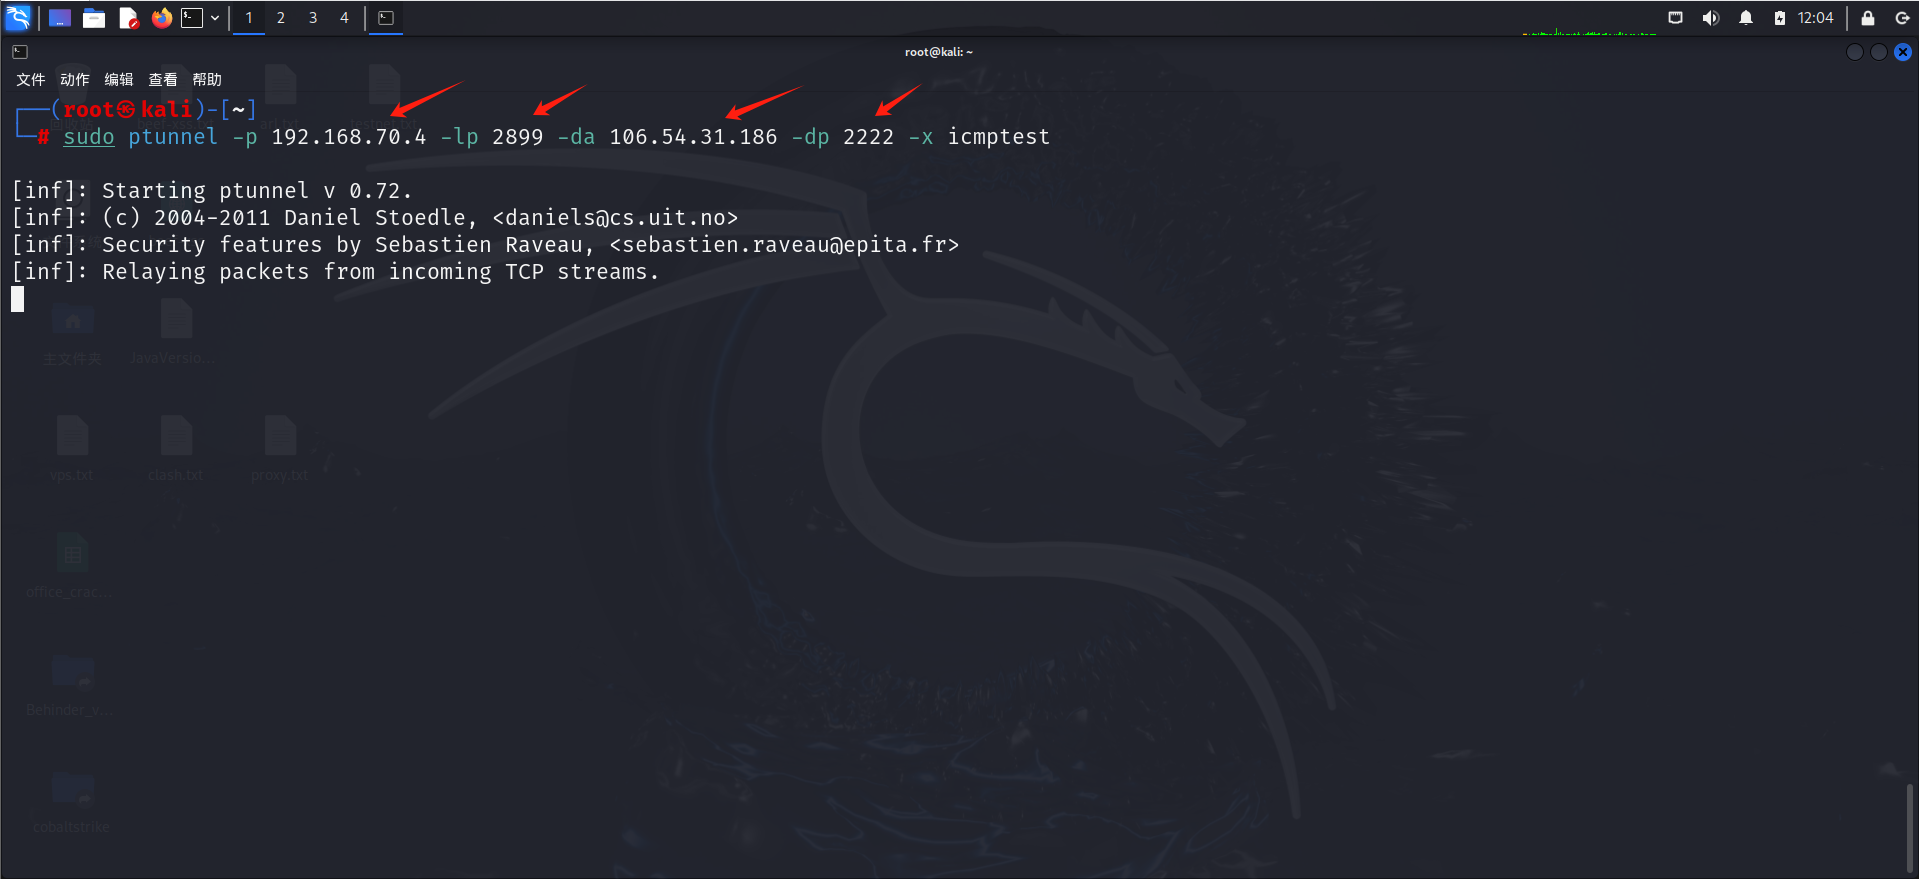 1 2 3 4 12:04
root@kali: ~
文件 动作 编辑 查看 帮助
┌──(root㉿kali)-[~]
└─# sudo ptunnel -p 192.168.70.4 -lp 2899 -da 106.54.31.186 -dp 2222 -x icmptest
[inf]: Starting ptunnel v 0.72.
[inf]: (c) 2004-2011 Daniel Stoedle, <daniels@cs.uit.no>
[inf]: Security features by Sebastien Raveau, <sebastien.raveau@epita.fr>
[inf]: Relaying packets from incoming TCP streams.
主文件夹 JavaVersio...
vps.txt clash.txt proxy.txt
office_crac...
Behinder_v...
cobaltstrike